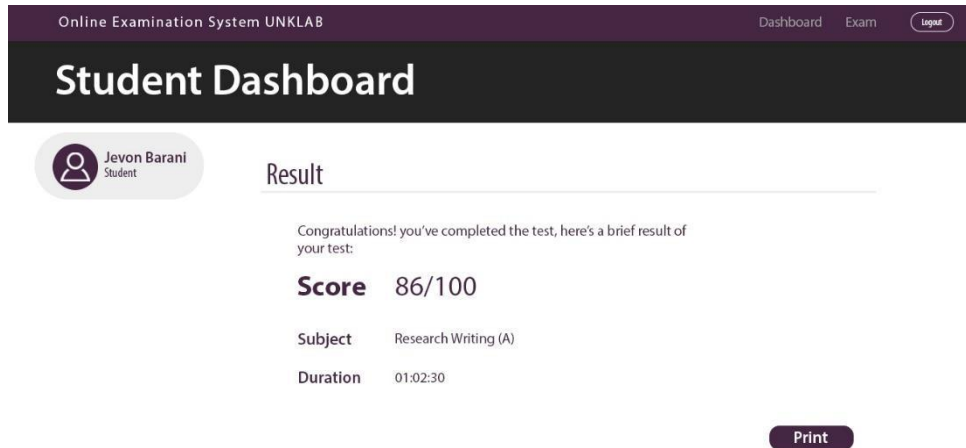 Online Examination System UNKLAB
Dashboard
Exam
Logout
Student Dashboard
Jevon Barani
Student
Result
Congratulations! you've completed the test, here's a brief result of
your test:
Score 86/100
Subject Research Writing (A)
Duration 01:02:30
Print